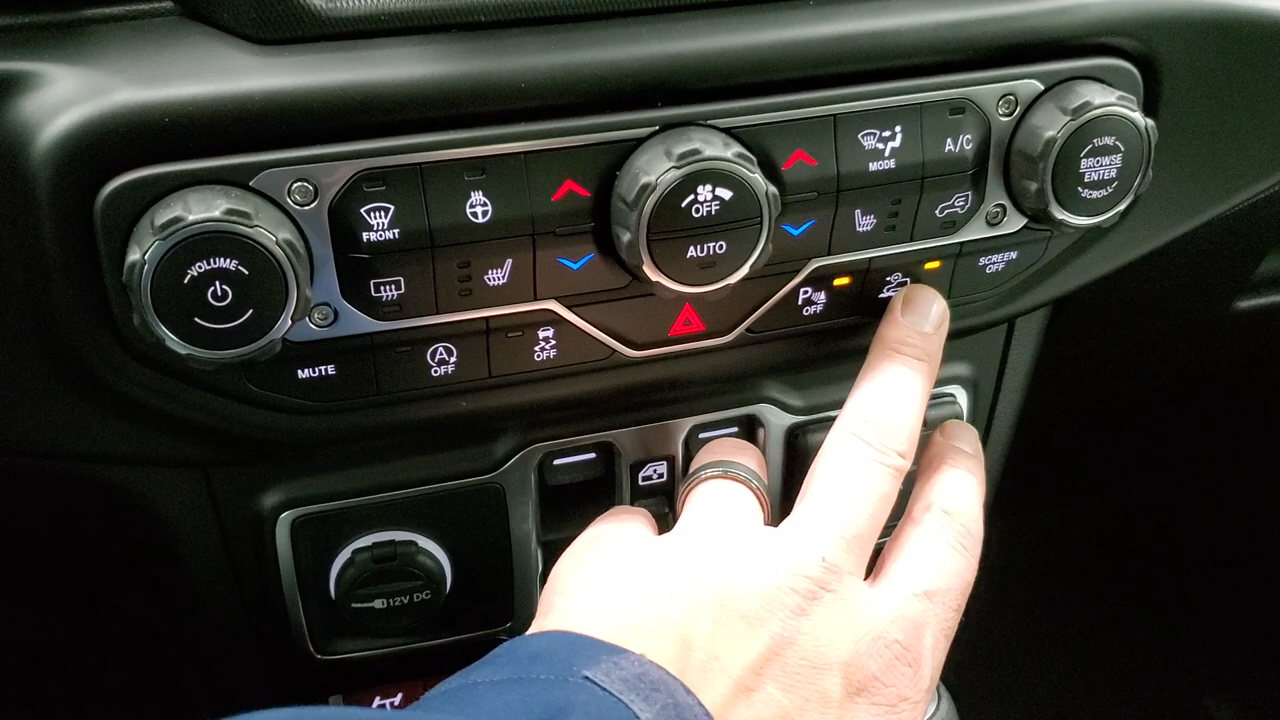 VOLUME
FRONT
OFF
AUTO
MODE
A/C
TUNE
BROWSE
ENTER
SCROLL
MUTE
A
OFF
OFF
P
OFF
SCREEN
OFF
12V DC